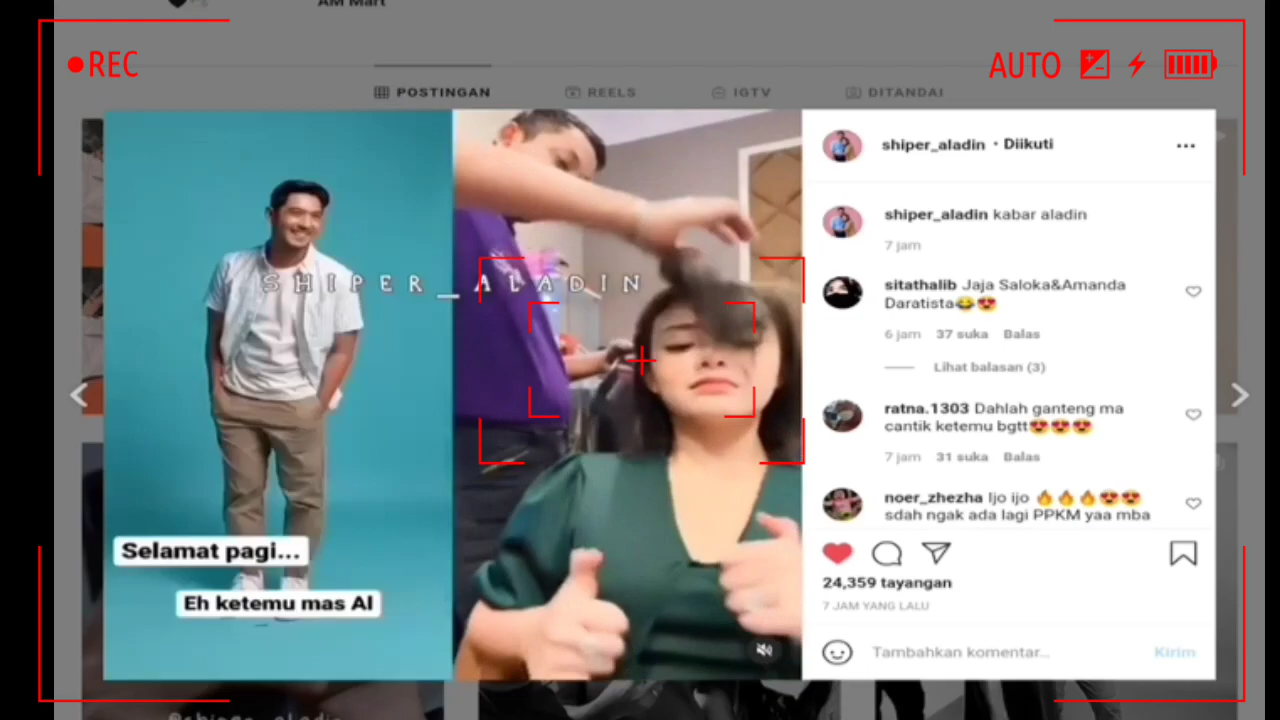 AM Mart
REC
AUTO
POSTINGAN
REELS
IGTV
DITANDAI
shiper_aladin • Diikuti
shiper_aladin kabar aladin
7 jam
sitathalib Jaja Saloka&Amanda
Daratista😂😍
6 jam 37 suka Balas
Lihat balasan (3)
ratna.1303 Dahlah ganteng ma
cantik ketemu bgtt😍😍😍
7 jam 31 suka Balas
noer_zhezha Ijo ijo 🔥🔥🔥😍😍
sdah ngak ada lagi PPKM yaa mba
24,359 tayangan
7 JAM YANG LALU
Tambahkan komentar...
Kirim
SHIPER_ALADIN
Selamat pagi...
Eh ketemu mas Al